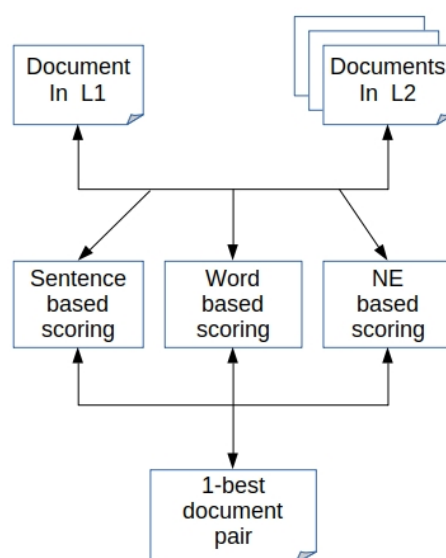 Document
In L1
Documents
In L2
Sentence
based
scoring
Word
based
scoring
NE
based
scoring
1-best
document
pair